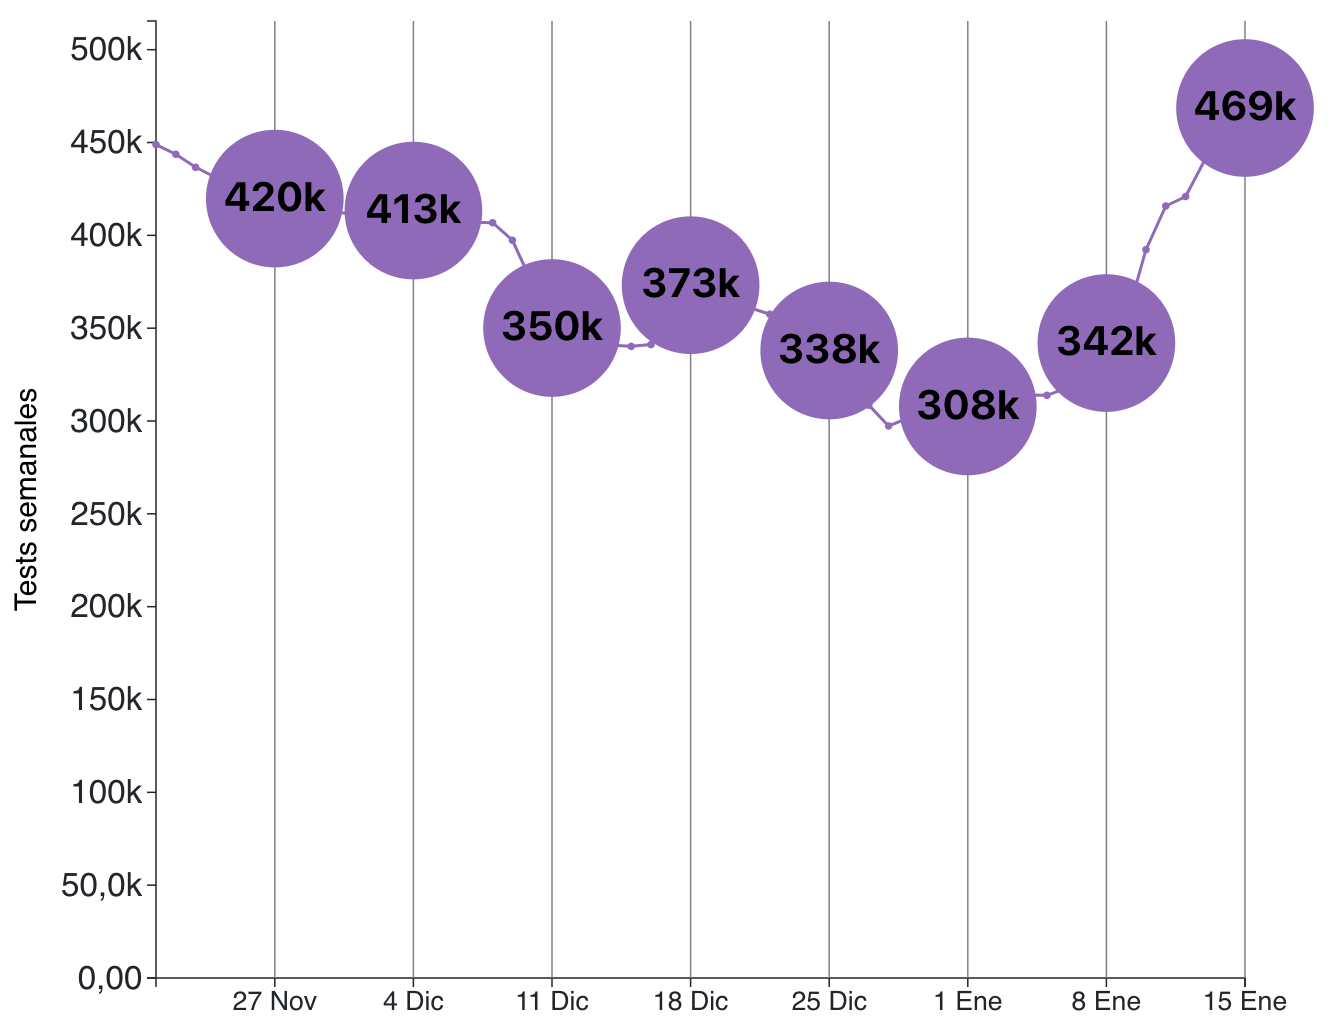 500k
450k
400k
350k
300k
250k
200k
150k
100k
50,0k
0,00
Tests semanales
420k
413k
350k
373k
338k
308k
342k
469k
27 Nov
4 Dic
11 Dic
18 Dic
25 Dic
1 Ene
8 Ene
15 Ene